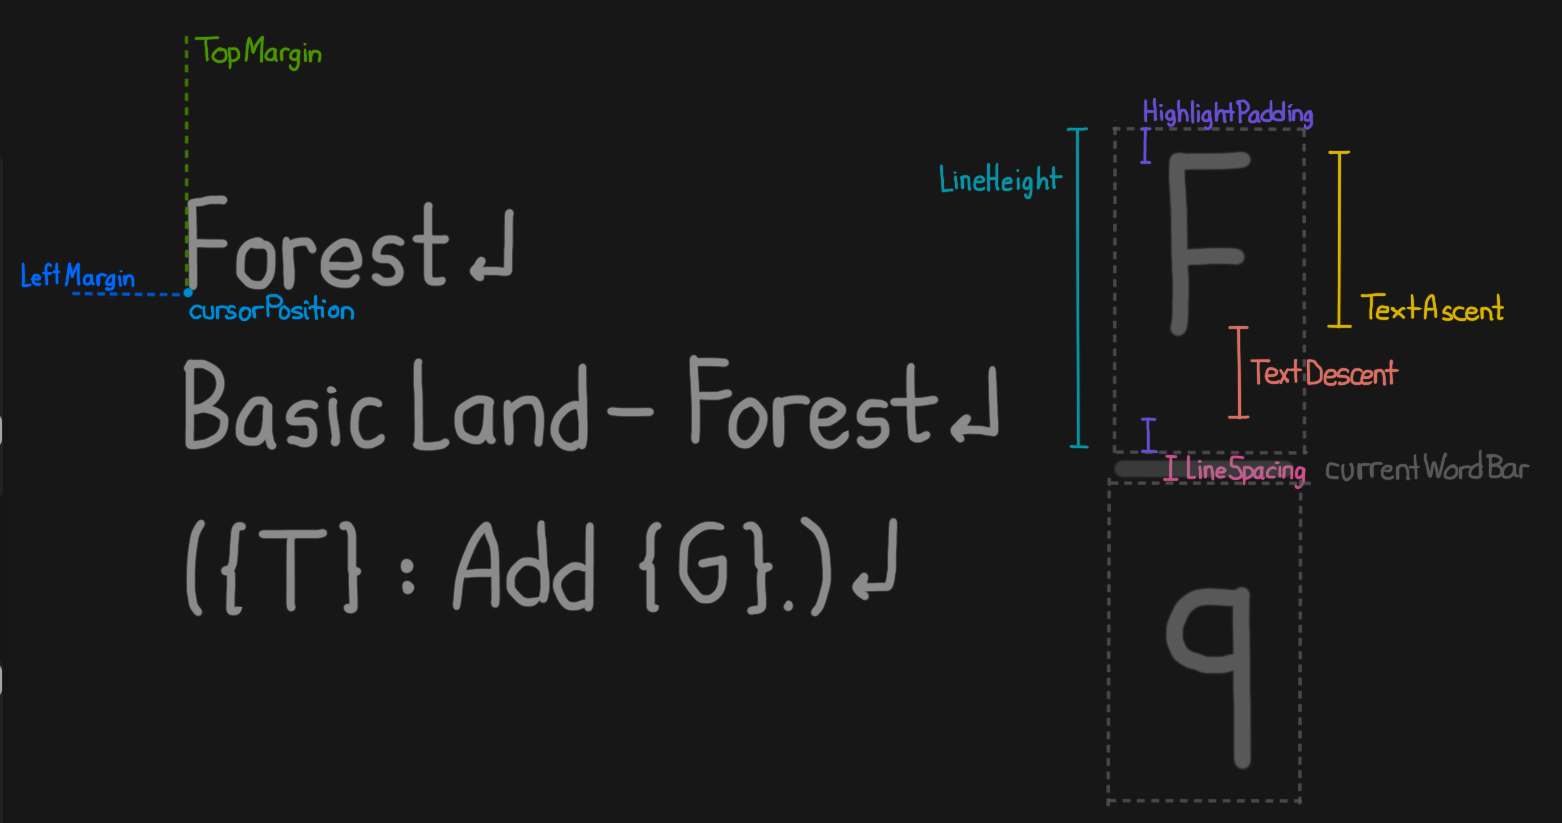 TopMargin
HighlightPadding
LineHeight
F
Forest↲
LeftMargin
cursorPosition
TextAscent
TextDescent
Basic Land – Forest↲
LineSpacing
currentWordBar
({T} : Add {G}.)↲
q